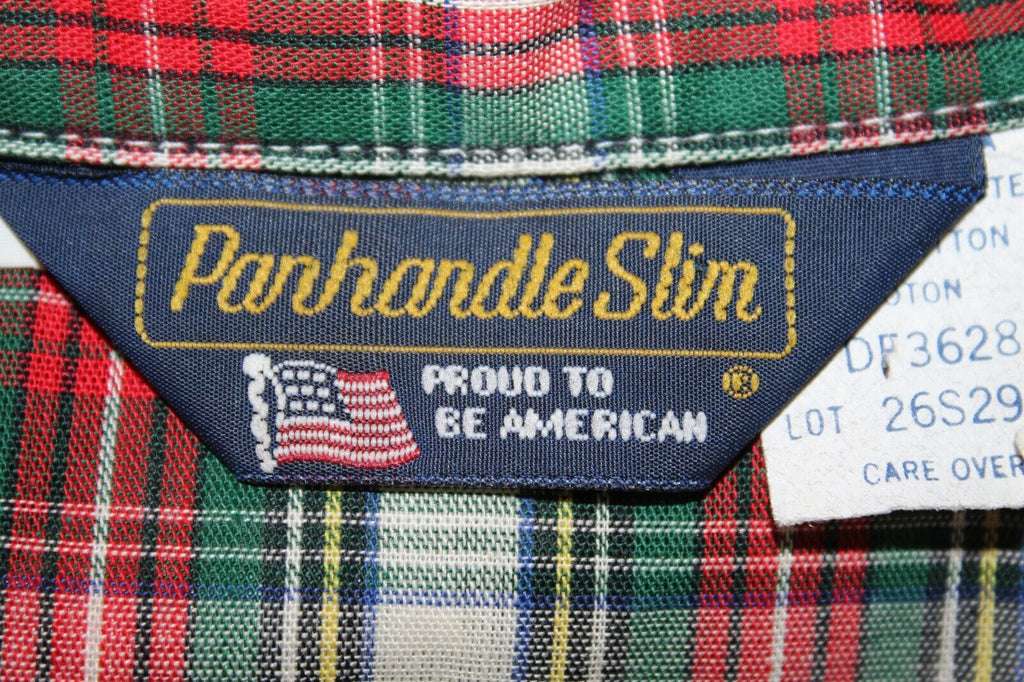 Panhandle Slim
PROUD TO
BE AMERICAN
DF3628
LOT 26S29
CARE OVER